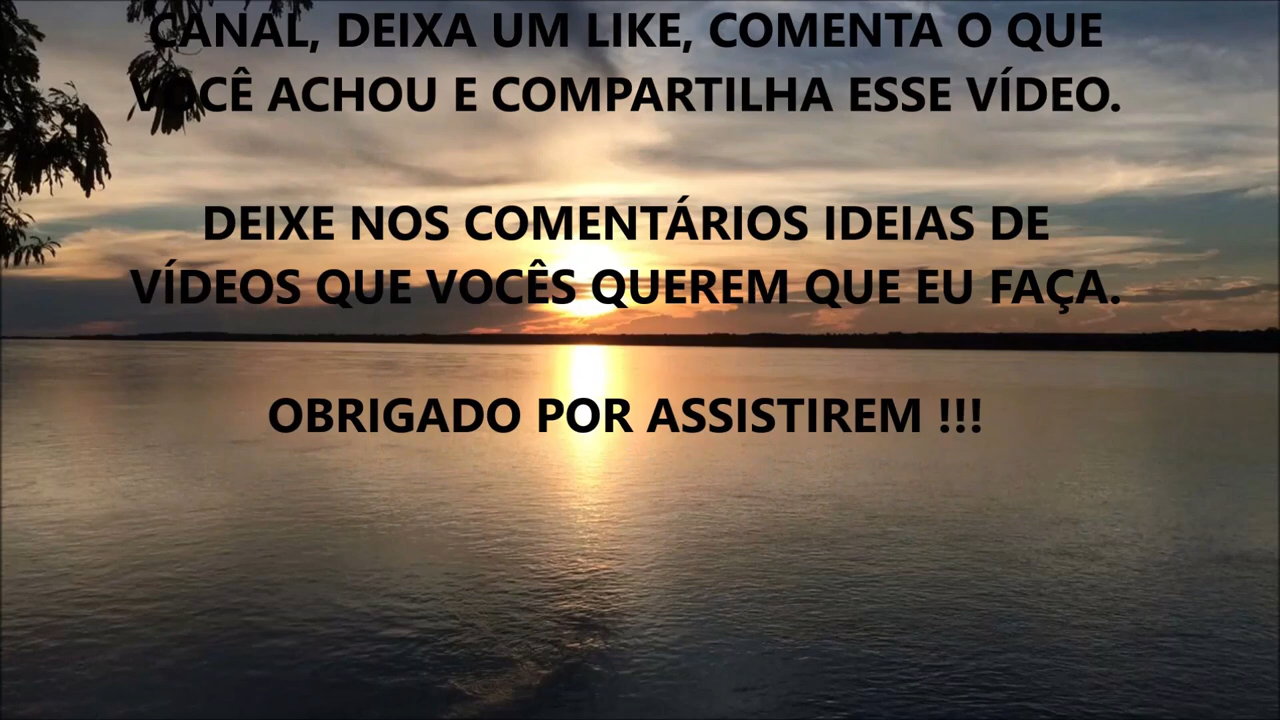 CANAL, DEIXA UM LIKE, COMENTA O QUE
VOCÊ ACHOU E COMPARTILHA ESSE VÍDEO.
DEIXE NOS COMENTÁRIOS IDEIAS DE
VÍDEOS QUE VOCÊS QUEREM QUE EU FAÇA.
OBRIGADO POR ASSISTIREM !!!